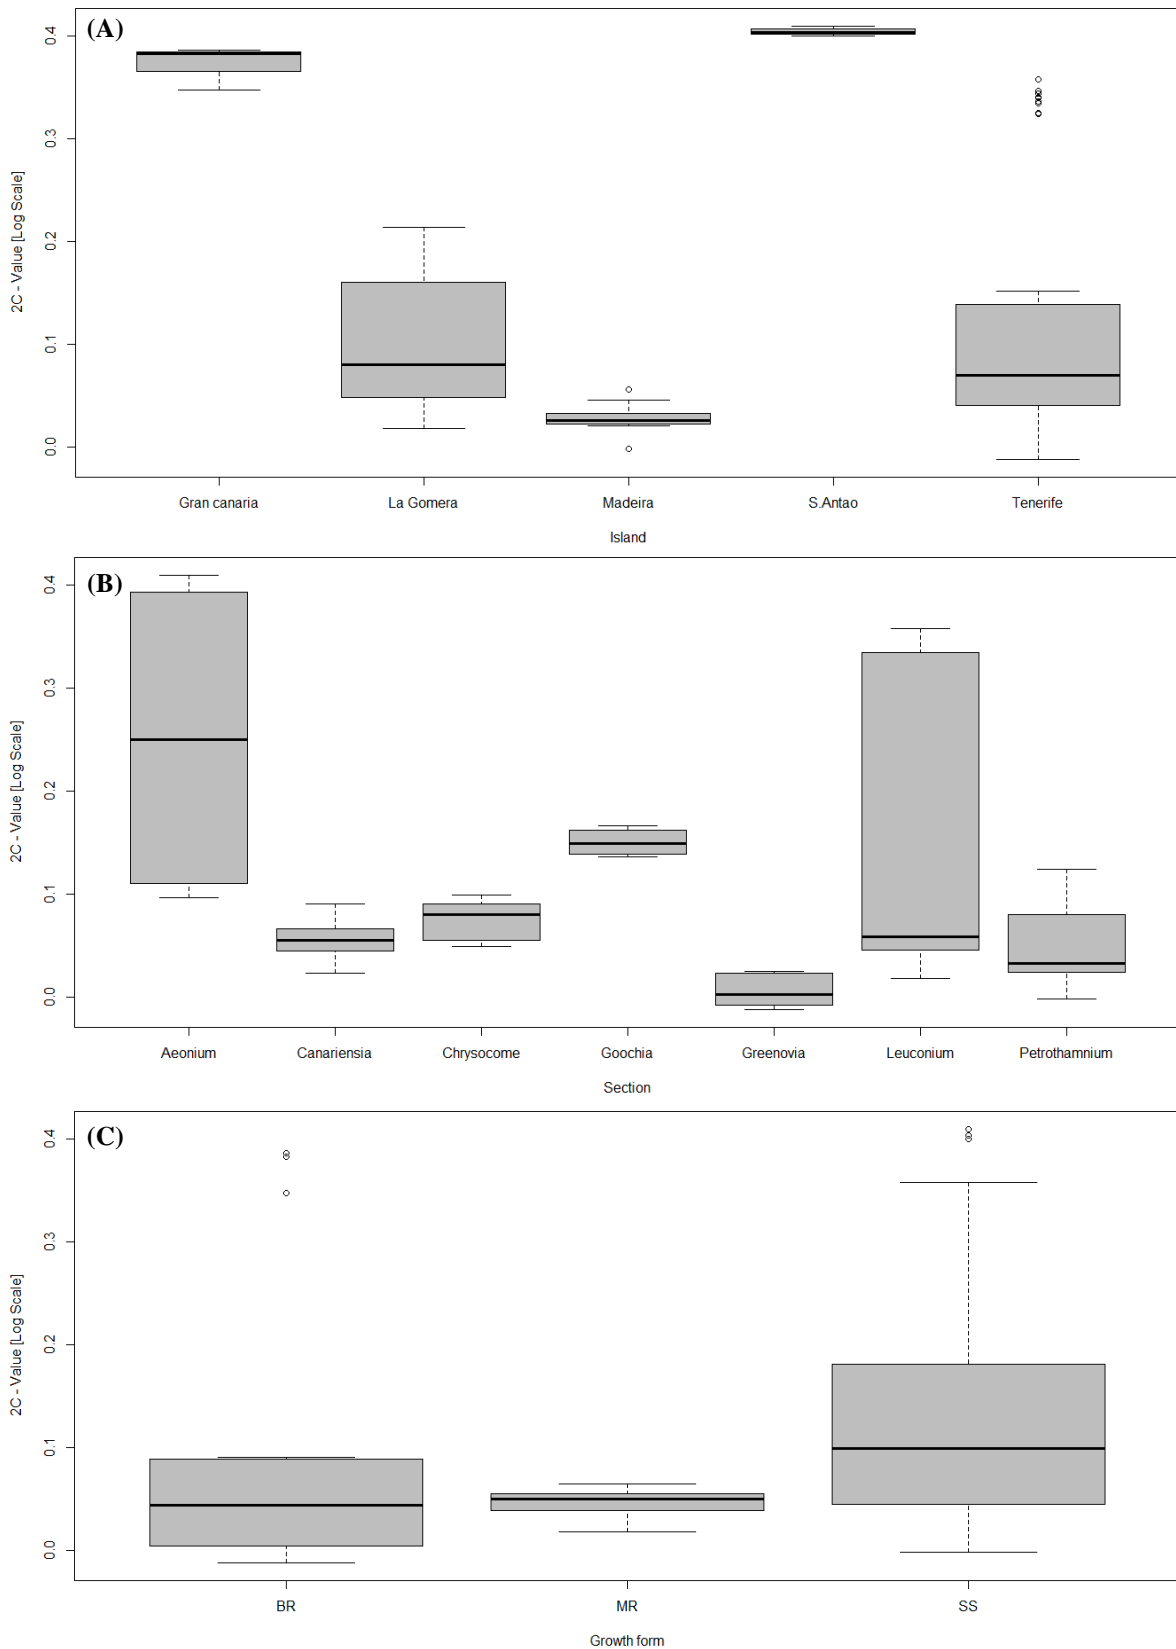 (A)
2C - Value [Log Scale]
0.4
0.3
0.2
0.1
0.0
Gran canaria La Gomera Madeira S.Antao Tenerife
Island
(B)
2C - Value [Log Scale]
0.4
0.3
0.2
0.1
0.0
Aeonium Canariensia Chrysocome Goochia Greenovia Leuconium Petrothamnium
Section
(C)
2C - Value [Log Scale]
0.4
0.3
0.2
0.1
0.0
BR MR SS
Growth form